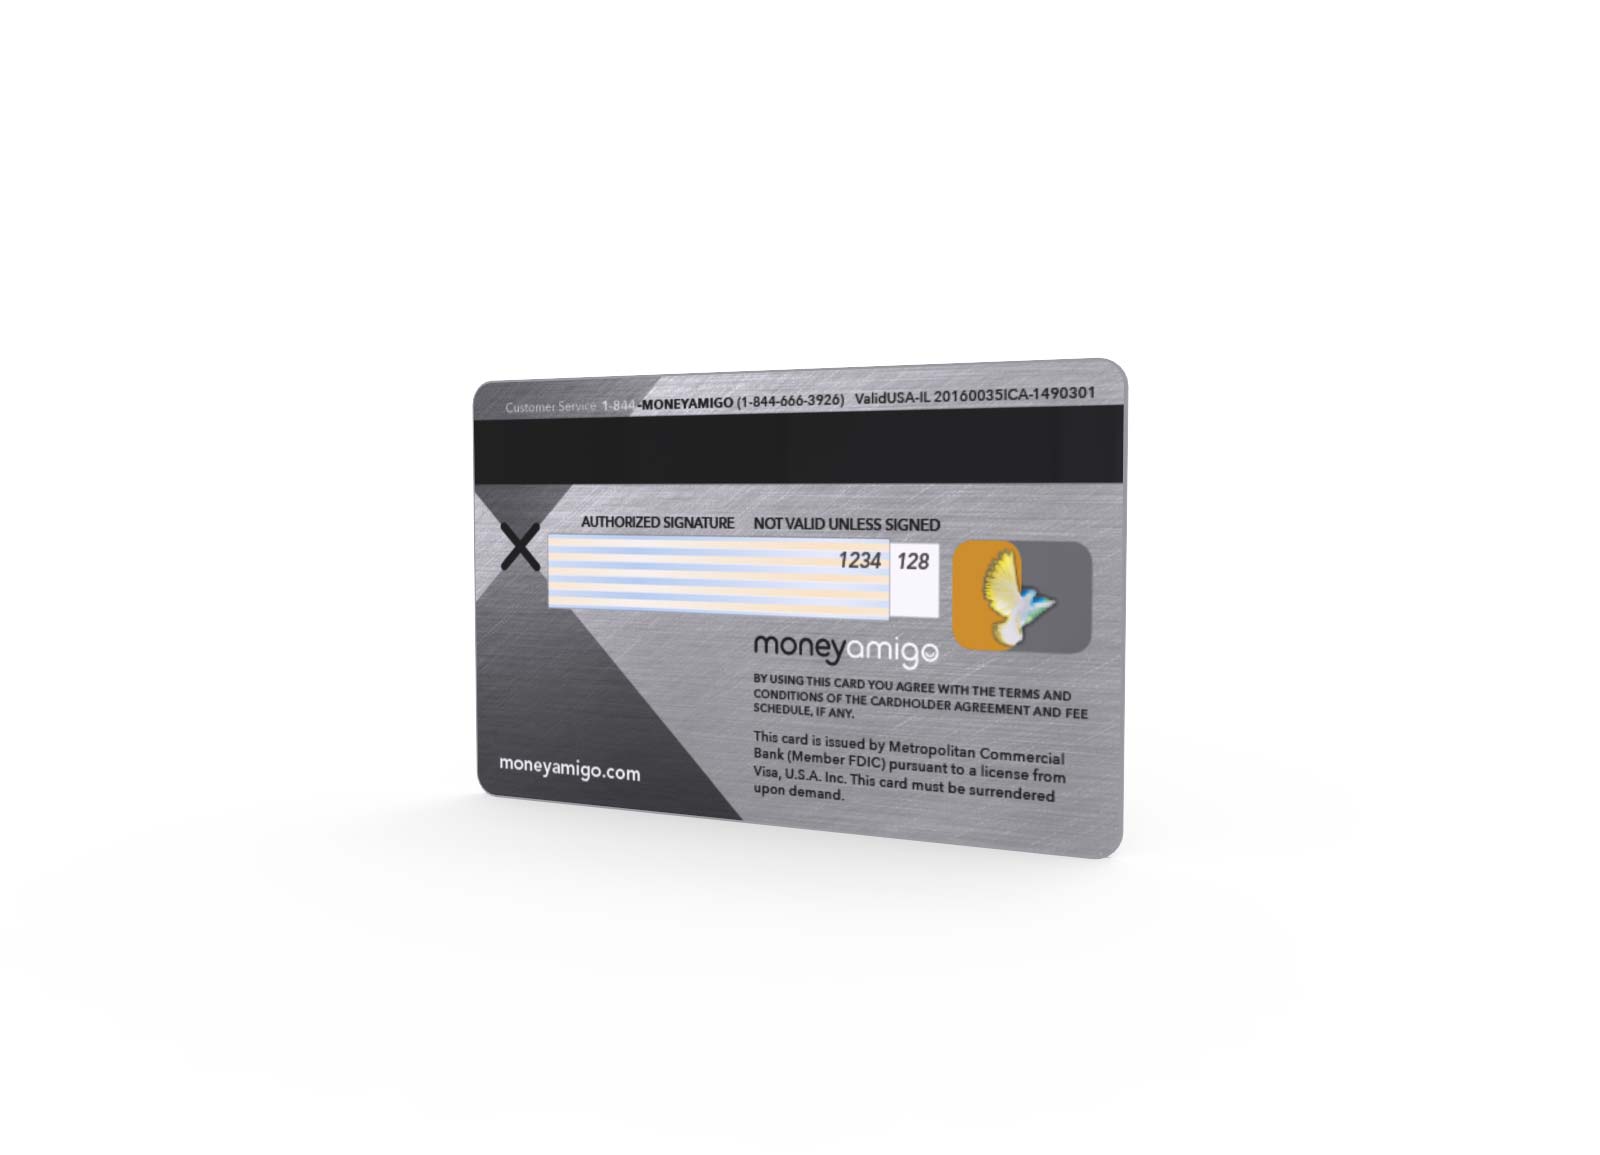 Customer Service 1-844-MONEYAMIGO (1-844-666-3926) ValidUSA-IL 20160035ICA-1490301
AUTHORIZED SIGNATURE NOT VALID UNLESS SIGNED
X
1234 128
moneyamigo
BY USING THIS CARD YOU AGREE WITH THE TERMS AND
CONDITIONS OF THE CARDHOLDER AGREEMENT AND FEE
SCHEDULE, IF ANY.
This card is issued by Metropolitan Commercial
Bank (Member FDIC) pursuant to a license from
Visa, U.S.A. Inc. This card must be surrendered
upon demand.
moneyamigo.com